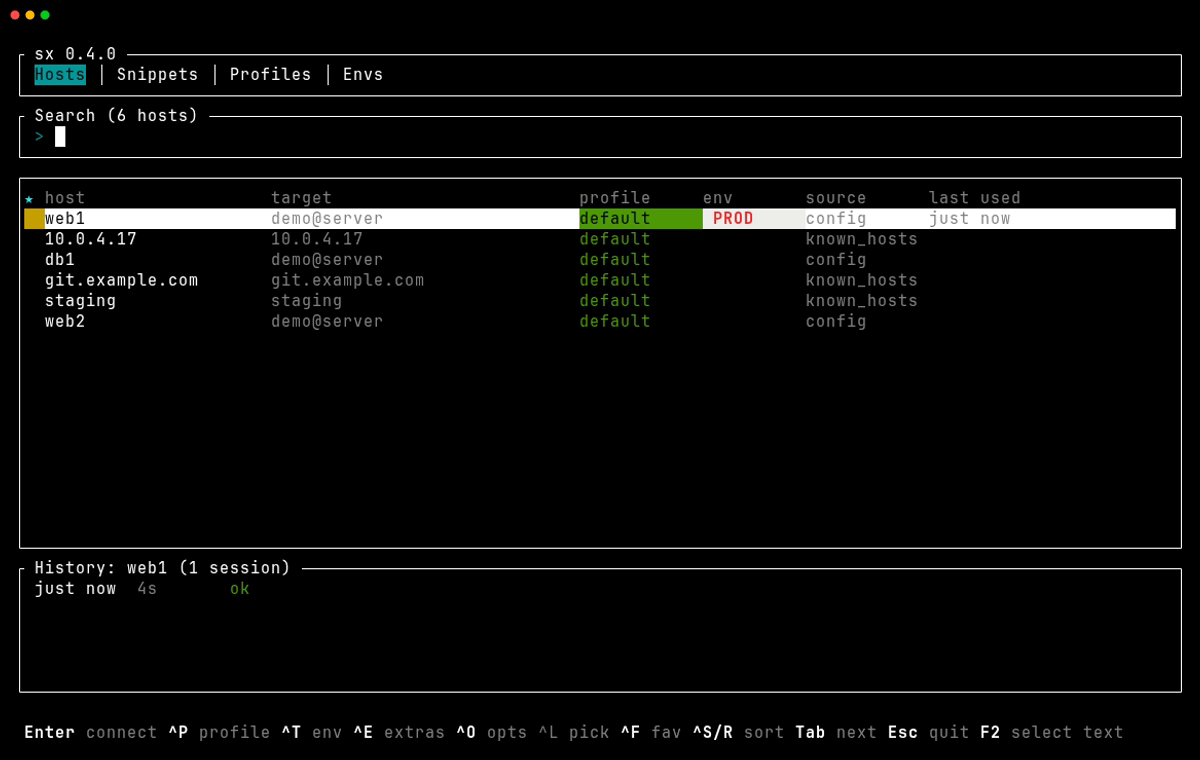 sx 0.4.0
Hosts │ Snippets │ Profiles │ Envs
Search (6 hosts)
>
★ host target profile env source last used
web1 demo@server default PROD config just now
10.0.4.17 10.0.4.17 default known_hosts
db1 demo@server default config
git.example.com git.example.com default known_hosts
staging staging default known_hosts
web2 demo@server default config
History: web1 (1 session)
just now 4s ok
Enter connect ^P profile ^T env ^E extras ^O opts ^L pick ^F fav ^S/R sort Tab next Esc quit F2 select text